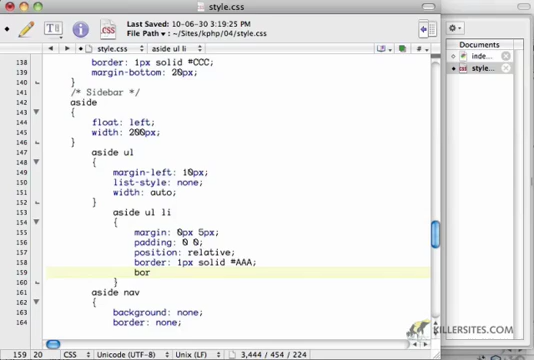 style.css
Last Saved: 10-06-30 3:19:25 PM
File Path ▾: ~/Sites/kphp/04/style.css
style.css
aside ul li
Documents
inde...
style...
138 border: 1px solid #CCC;
139 margin-bottom: 20px;
140 }
141 /* Sidebar */
142 aside
143 {
144 float: left;
145 width: 200px;
146 }
147 aside ul
148 {
149 margin-left: 10px;
150 list-style: none;
151 width: auto;
152 }
153 aside ul li
154 {
155 margin: 0px 5px;
156 padding: 0 0;
157 position: relative;
158 border: 1px solid #AAA;
159 bor
160 }
161 aside nav
162 {
163 background: none;
164 border: none;
KILLERSITES.COM
159 20 CSS Unicode (UTF-8) Unix (LF) 3,444 / 454 / 224